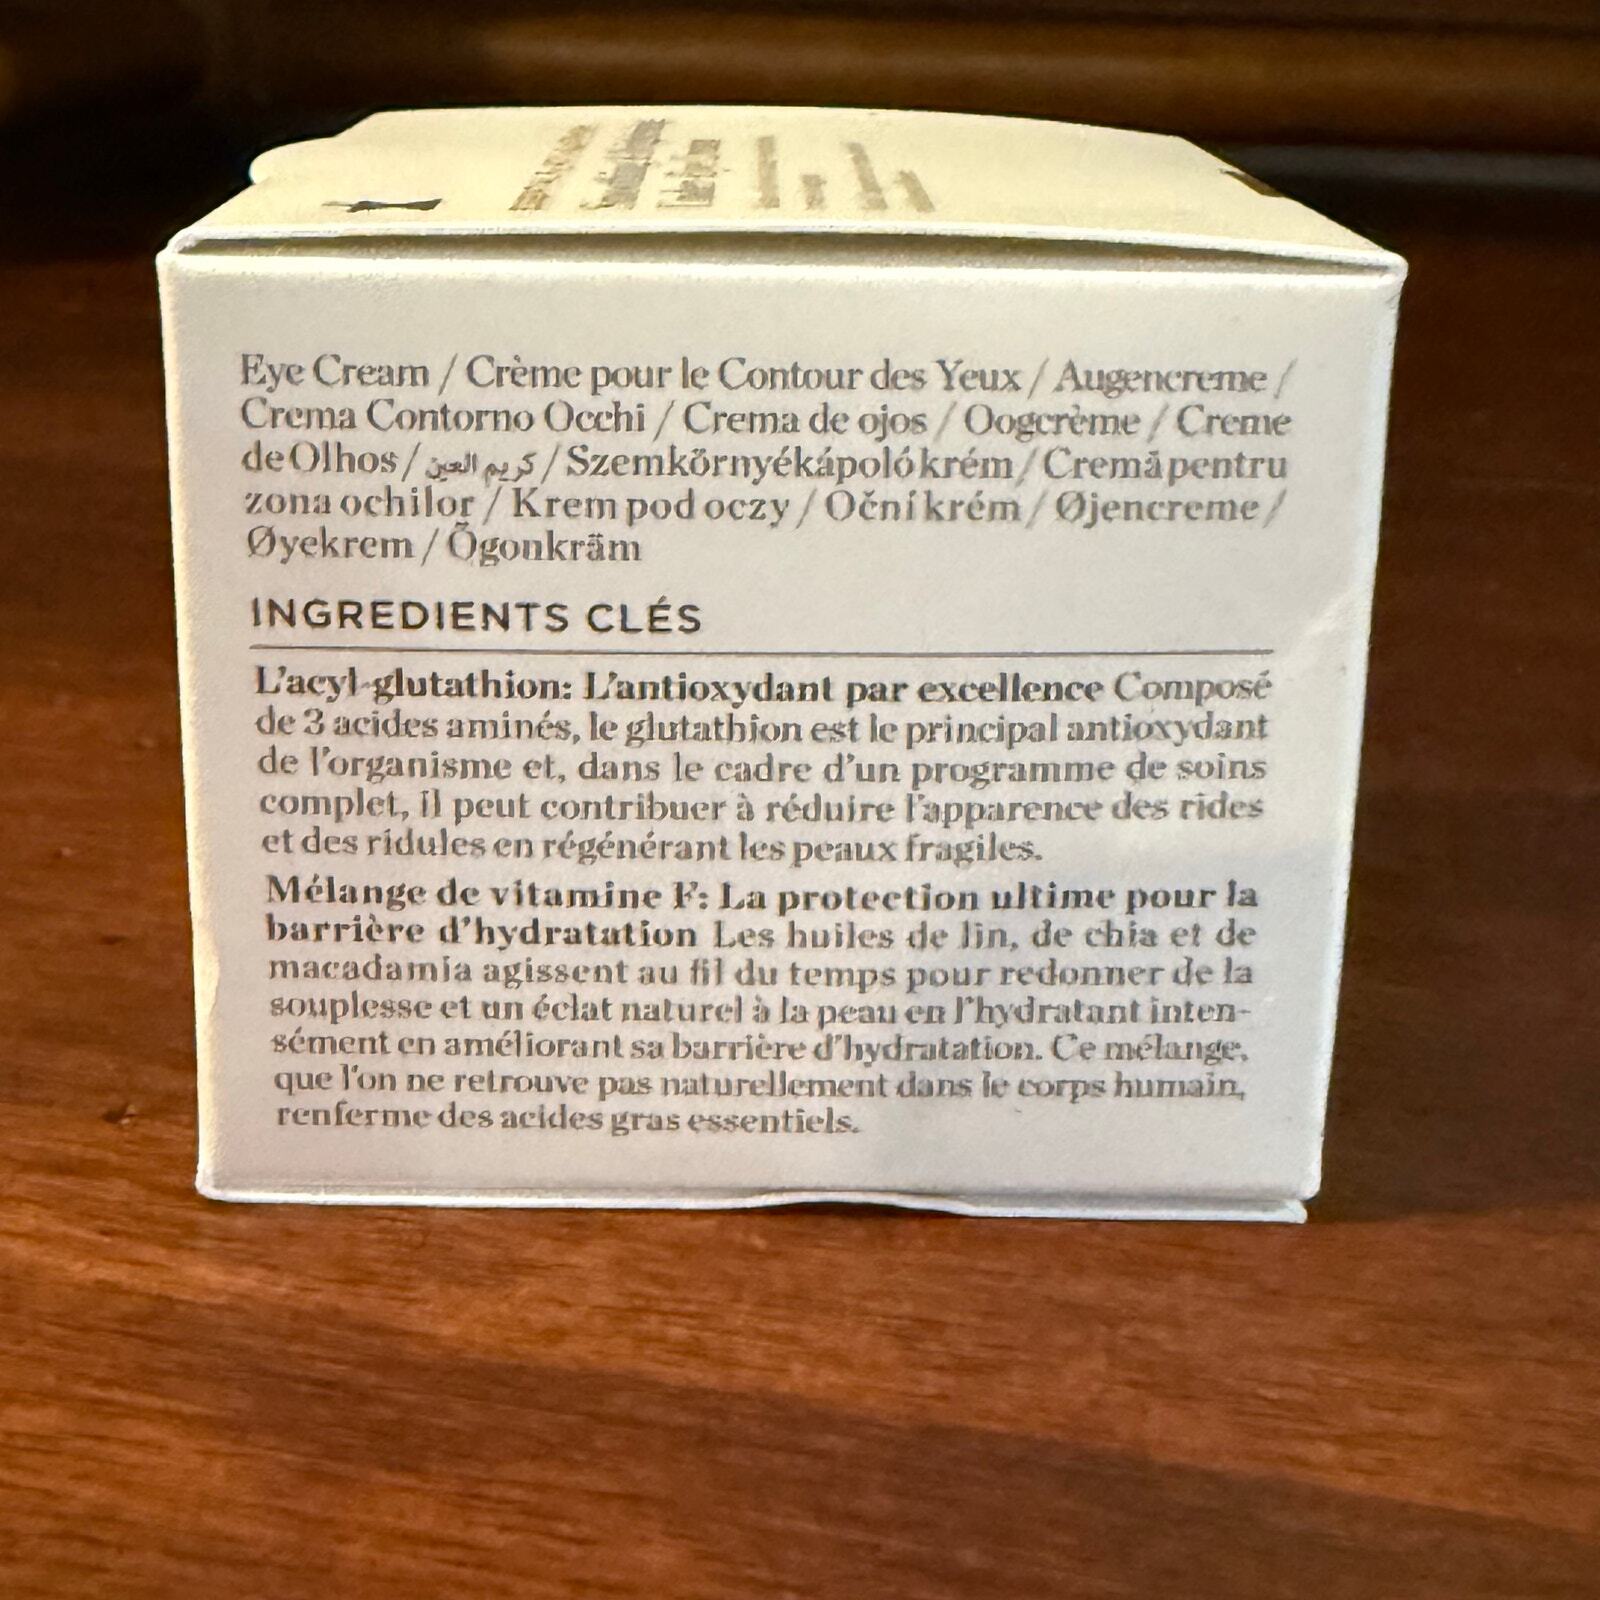 Eye Cream / Crème pour le Contour des Yeux / Augencreme /
Crema Contorno Occhi / Crema de ojos / Oogcrème / Creme
de Olhos / كريم العين / Szemkörnyékápoló krém / Cremă pentru
zona ochilor / Krem pod oczy / Oční krém / Øjencreme /
Øyekrem / Ögonkräm
INGREDIENTS CLÉS
L'acyl-glutathion: L'antioxydant par excellence Composé
de 3 acides aminés, le glutathion est le principal antioxydant
de l'organisme et, dans le cadre d'un programme de soins
complet, il peut contribuer à réduire l'apparence des rides
et des ridules en régénérant les peaux fragiles.
Mélange de vitamine F: La protection ultime pour la
barrière d'hydratation Les huiles de lin, de chia et de
macadamia agissent au fil du temps pour redonner de la
souplesse et un éclat naturel à la peau en l'hydratant inten-
sément en améliorant sa barrière d'hydratation. Ce mélange,
que l'on ne retrouve pas naturellement dans le corps humain,
renferme des acides gras essentiels.